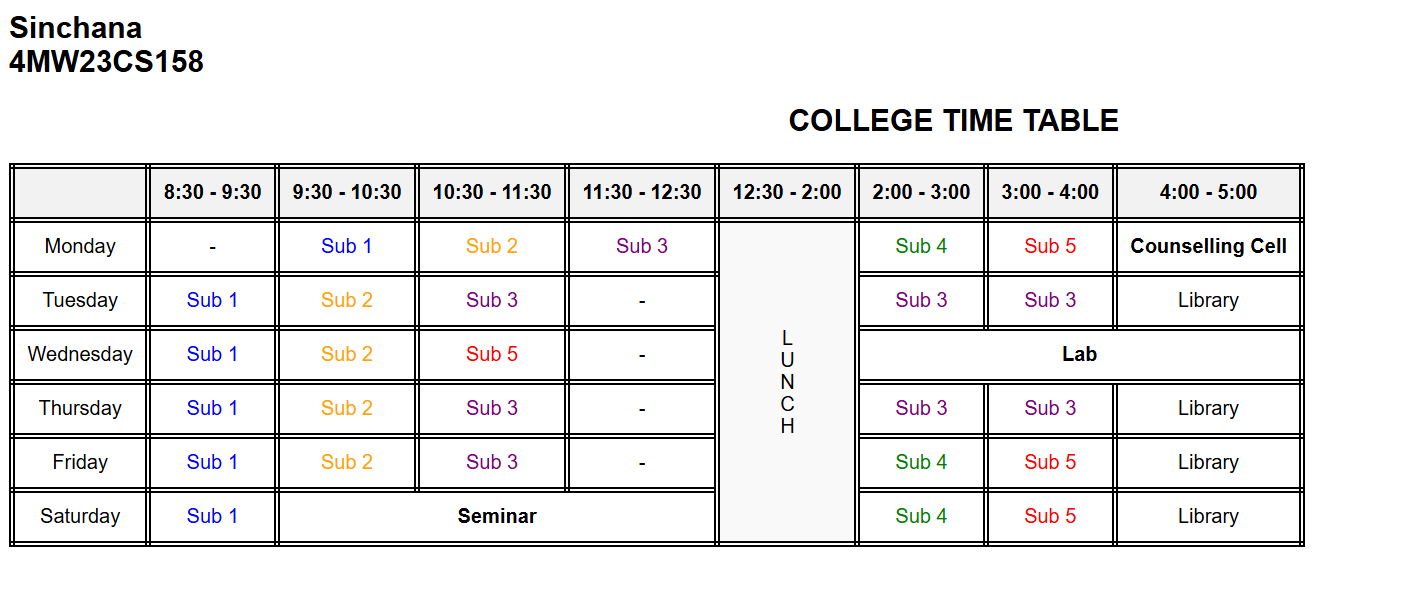 Sinchana
4MW23CS158
COLLEGE TIME TABLE
8:30 - 9:30 9:30 - 10:30 10:30 - 11:30 11:30 - 12:30 12:30 - 2:00 2:00 - 3:00 3:00 - 4:00 4:00 - 5:00
Monday - Sub 1 Sub 2 Sub 3 Sub 4 Sub 5 Counselling Cell
Tuesday Sub 1 Sub 2 Sub 3 - Sub 3 Sub 3 Library
L
U
N
C
H
Wednesday Sub 1 Sub 2 Sub 5 - Lab
Thursday Sub 1 Sub 2 Sub 3 - Sub 3 Sub 3 Library
Friday Sub 1 Sub 2 Sub 3 - Sub 4 Sub 5 Library
Saturday Sub 1 Seminar Sub 4 Sub 5 Library